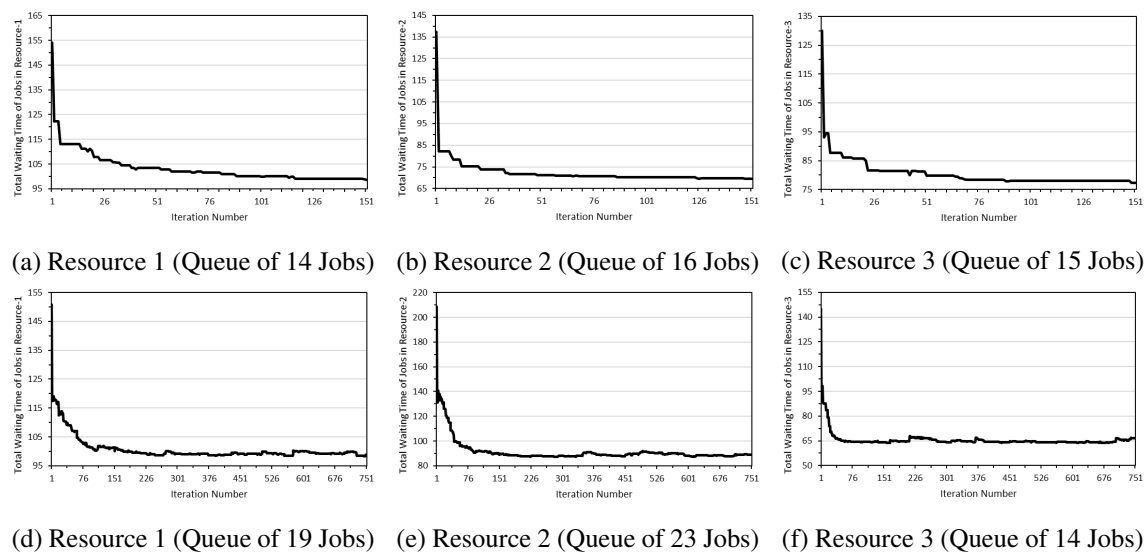 Total Waiting Time of Jobs in Resource-1
165
155
145
135
125
115
105
95
1 26 51 76 101 126 151
Iteration Number
(a) Resource 1 (Queue of 14 Jobs)
Total Waiting Time of Jobs in Resource-2
145
135
125
115
105
95
85
75
65
1 26 51 76 101 126 151
Iteration Number
(b) Resource 2 (Queue of 16 Jobs)
Total Waiting Time of Jobs in Resource-3
135
125
115
105
95
85
75
1 26 51 76 101 126 151
Iteration Number
(c) Resource 3 (Queue of 15 Jobs)
Total Waiting Time of Jobs in Resource-1
155
145
135
125
115
105
95
1 76 151 226 301 376 451 526 601 676 751
Iteration Number
(d) Resource 1 (Queue of 19 Jobs)
Total Waiting Time of Jobs in Resource-2
220
200
180
160
140
120
100
80
1 76 151 226 301 376 451 526 601 676 751
Iteration Number
(e) Resource 2 (Queue of 23 Jobs)
Total Waiting Time of Jobs in Resource-3
155
140
125
110
95
80
65
50
1 76 151 226 301 376 451 526 601 676 751
Iteration Number
(f) Resource 3 (Queue of 14 Jobs)